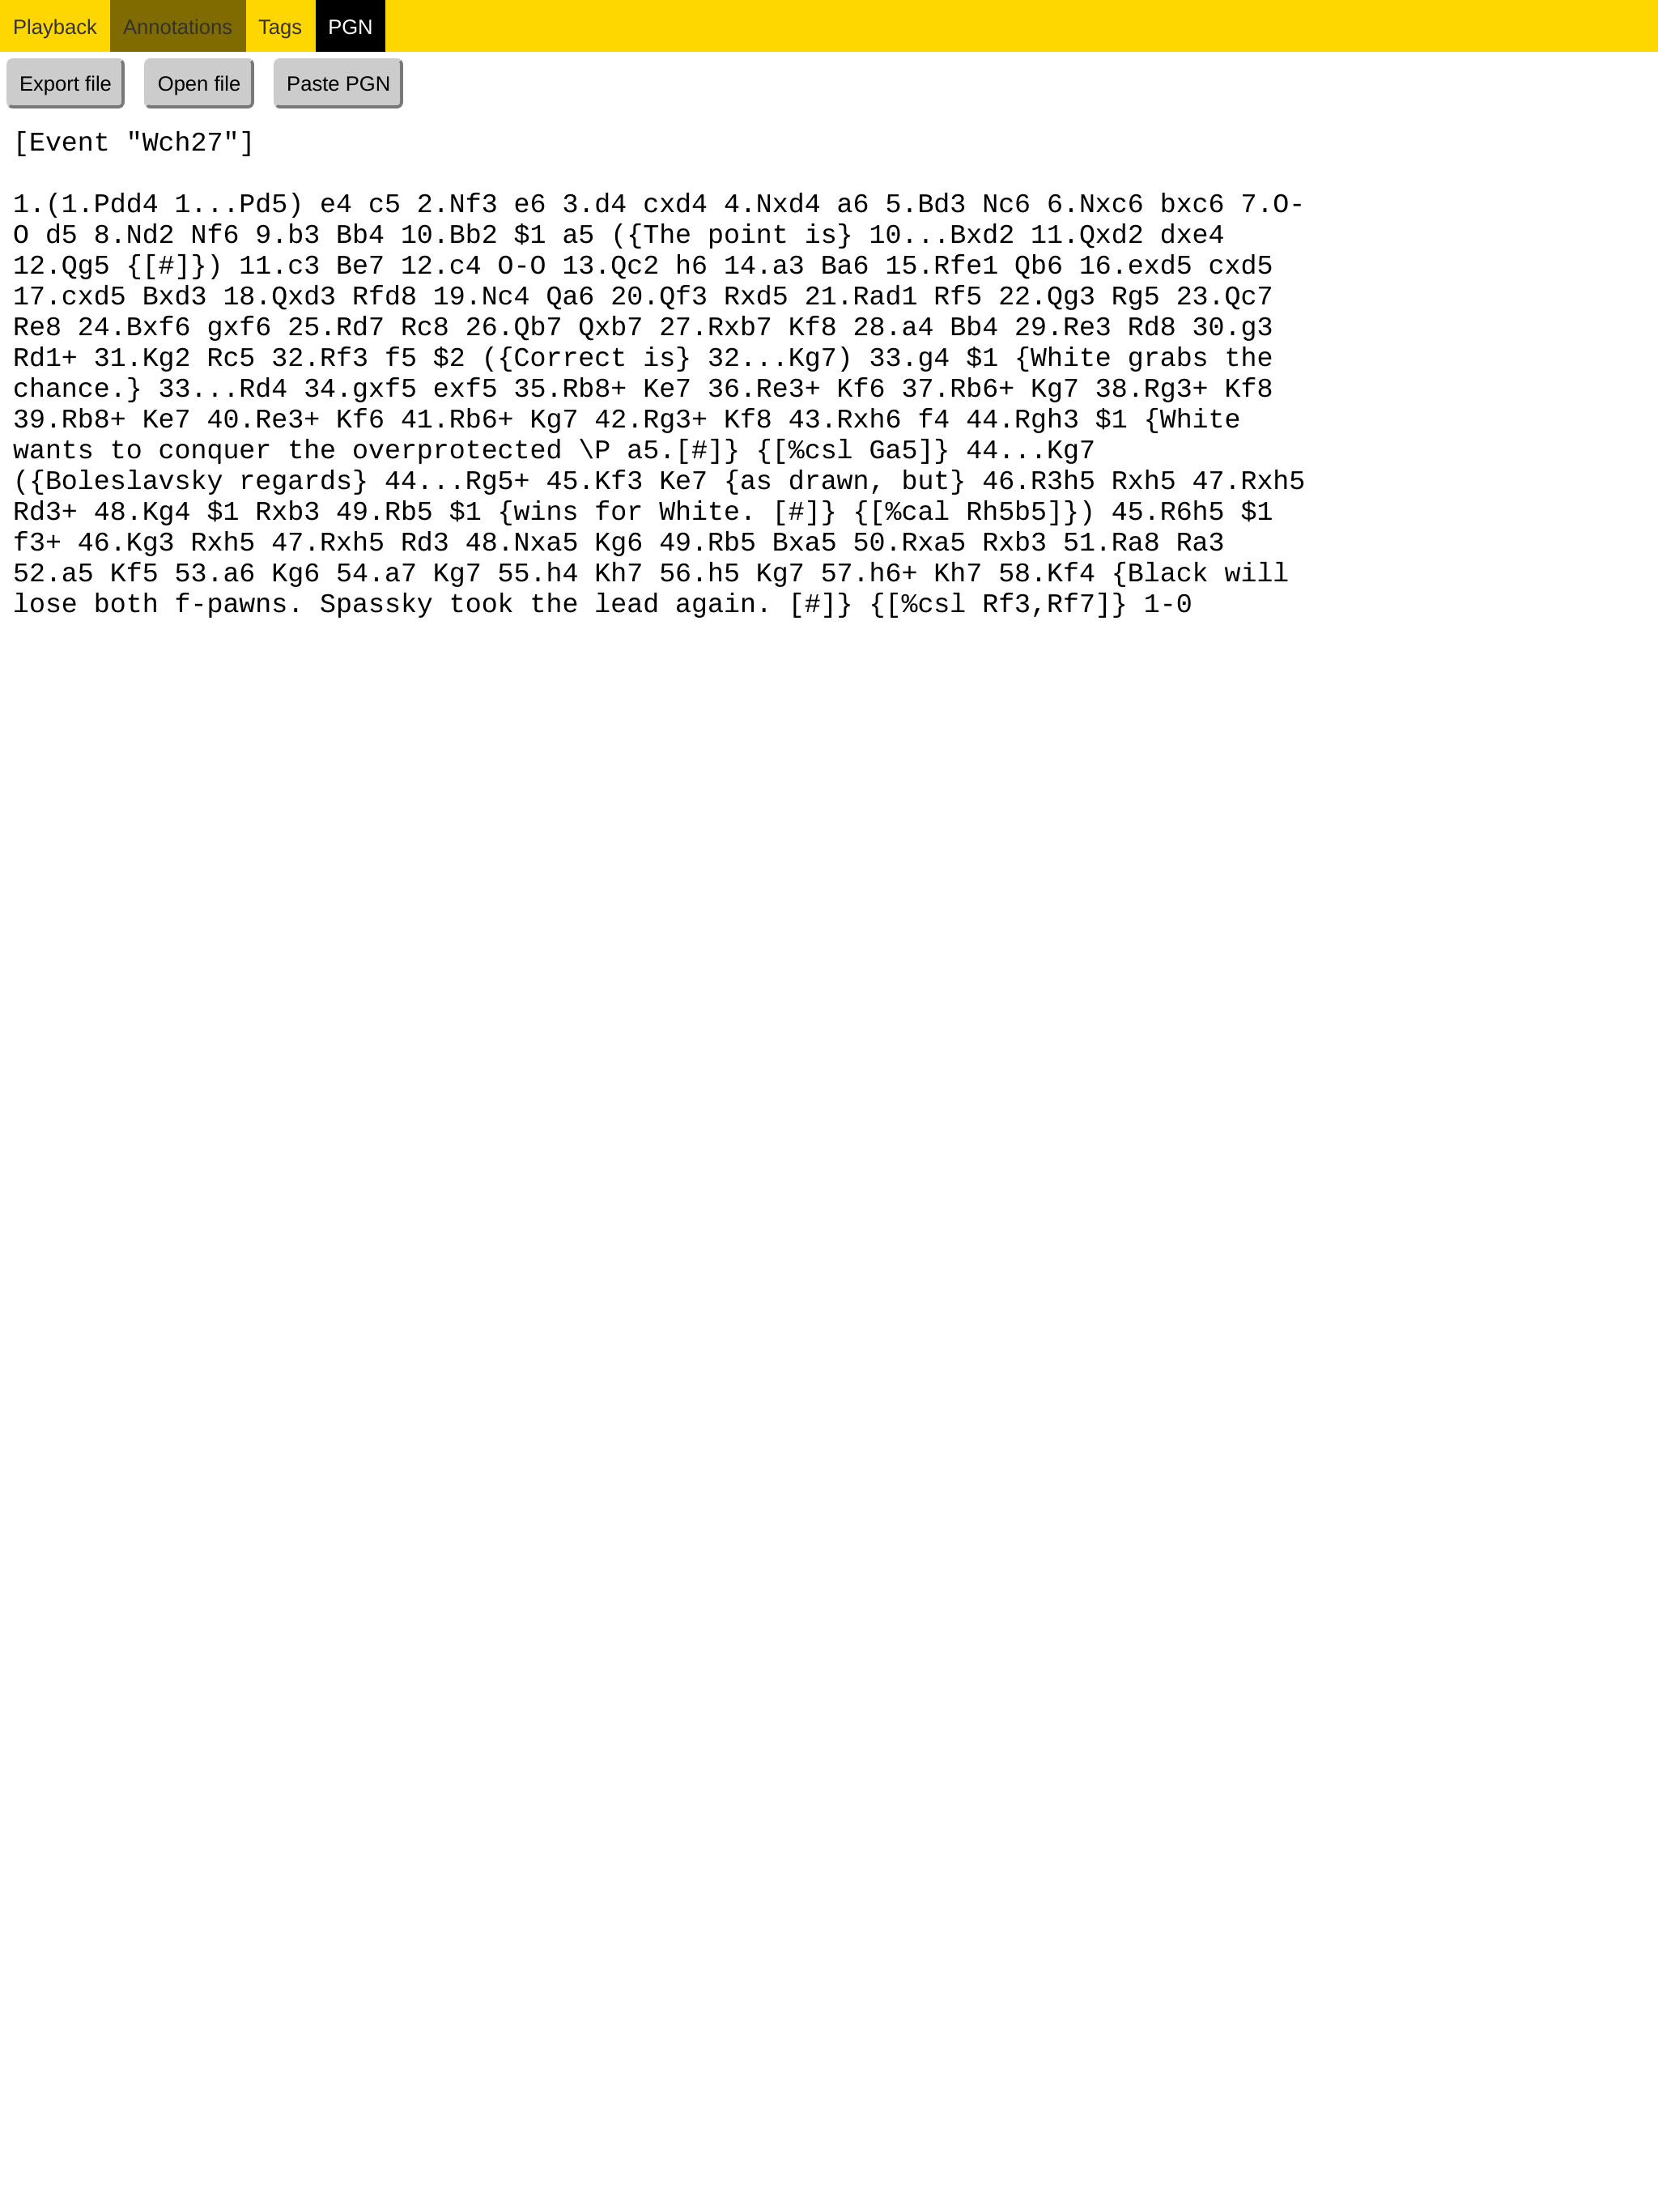 Playback Annotations Tags PGN
Export file Open file Paste PGN
[Event "Wch27"]
1.(1.Pdd4 1...Pd5) e4 c5 2.Nf3 e6 3.d4 cxd4 4.Nxd4 a6 5.Bd3 Nc6 6.Nxc6 bxc6 7.O-
O d5 8.Nd2 Nf6 9.b3 Bb4 10.Bb2 $1 a5 ({The point is} 10...Bxd2 11.Qxd2 dxe4
12.Qg5 {[#]}) 11.c3 Be7 12.c4 O-O 13.Qc2 h6 14.a3 Ba6 15.Rfe1 Qb6 16.exd5 cxd5
17.cxd5 Bxd3 18.Qxd3 Rfd8 19.Nc4 Qa6 20.Qf3 Rxd5 21.Rad1 Rf5 22.Qg3 Rg5 23.Qc7
Re8 24.Bxf6 gxf6 25.Rd7 Rc8 26.Qb7 Qxb7 27.Rxb7 Kf8 28.a4 Bb4 29.Re3 Rd8 30.g3
Rd1+ 31.Kg2 Rc5 32.Rf3 f5 $2 ({Correct is} 32...Kg7) 33.g4 $1 {White grabs the
chance.} 33...Rd4 34.gxf5 exf5 35.Rb8+ Ke7 36.Re3+ Kf6 37.Rb6+ Kg7 38.Rg3+ Kf8
39.Rb8+ Ke7 40.Re3+ Kf6 41.Rb6+ Kg7 42.Rg3+ Kf8 43.Rxh6 f4 44.Rgh3 $1 {White
wants to conquer the overprotected \P a5.[#]} {[%csl Ga5]} 44...Kg7
({Boleslavsky regards} 44...Rg5+ 45.Kf3 Ke7 {as drawn, but} 46.R3h5 Rxh5 47.Rxh5
Rd3+ 48.Kg4 $1 Rxb3 49.Rb5 $1 {wins for White. [#]} {[%cal Rh5b5]}) 45.R6h5 $1
f3+ 46.Kg3 Rxh5 47.Rxh5 Rd3 48.Nxa5 Kg6 49.Rb5 Bxa5 50.Rxa5 Rxb3 51.Ra8 Ra3
52.a5 Kf5 53.a6 Kg6 54.a7 Kg7 55.h4 Kh7 56.h5 Kg7 57.h6+ Kh7 58.Kf4 {Black will
lose both f-pawns. Spassky took the lead again. [#]} {[%csl Rf3,Rf7]} 1-0